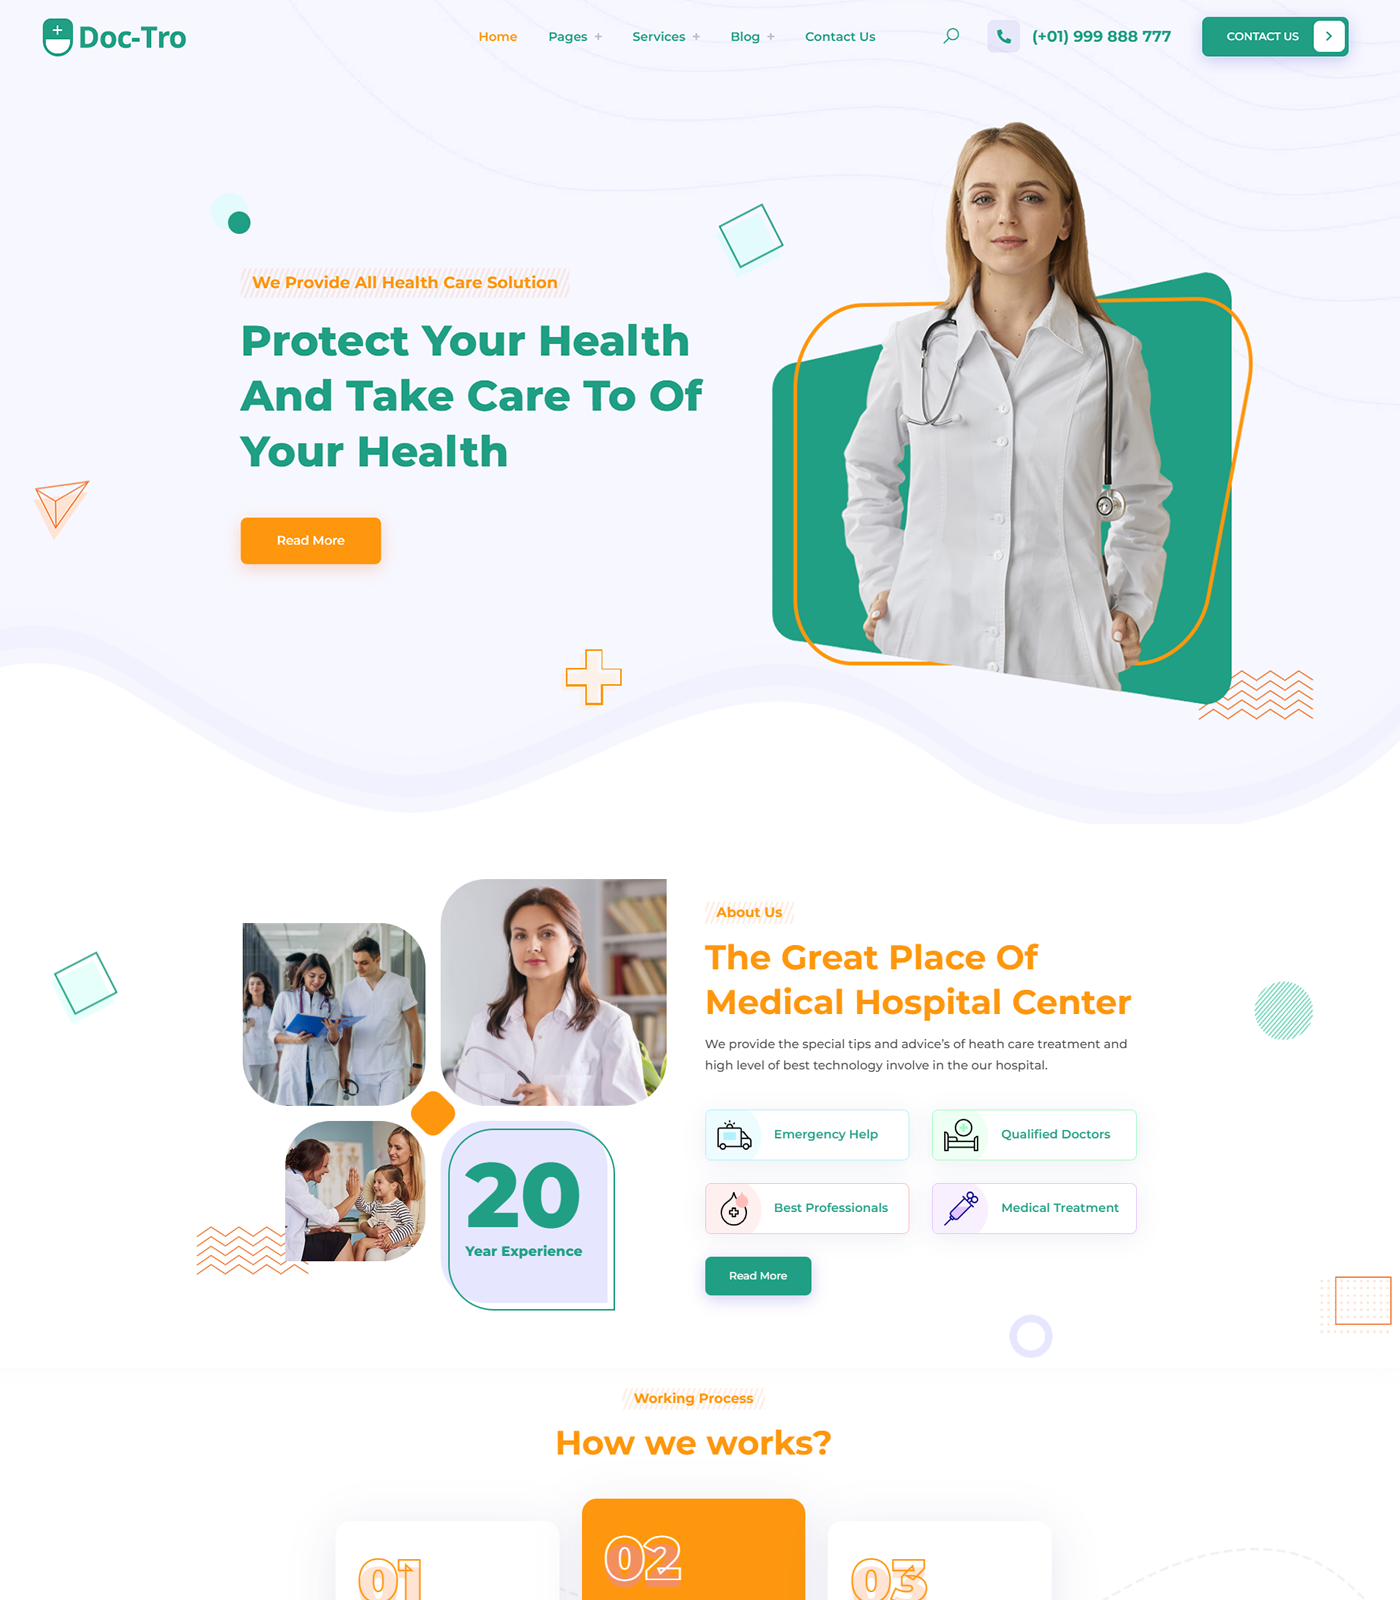 Doc-Tro
Home
Pages +
Services +
Blog +
Contact Us
(+01) 999 888 777
CONTACT US
We Provide All Health Care Solution
Protect Your Health
And Take Care To Of
Your Health
Read More
About Us
The Great Place Of
Medical Hospital Center
We provide the special tips and advice's of heath care treatment and
high level of best technology involve in the our hospital.
20
Year Experience
Emergency Help
Qualified Doctors
Best Professionals
Medical Treatment
Read More
Working Process
How we works?
01
02
03